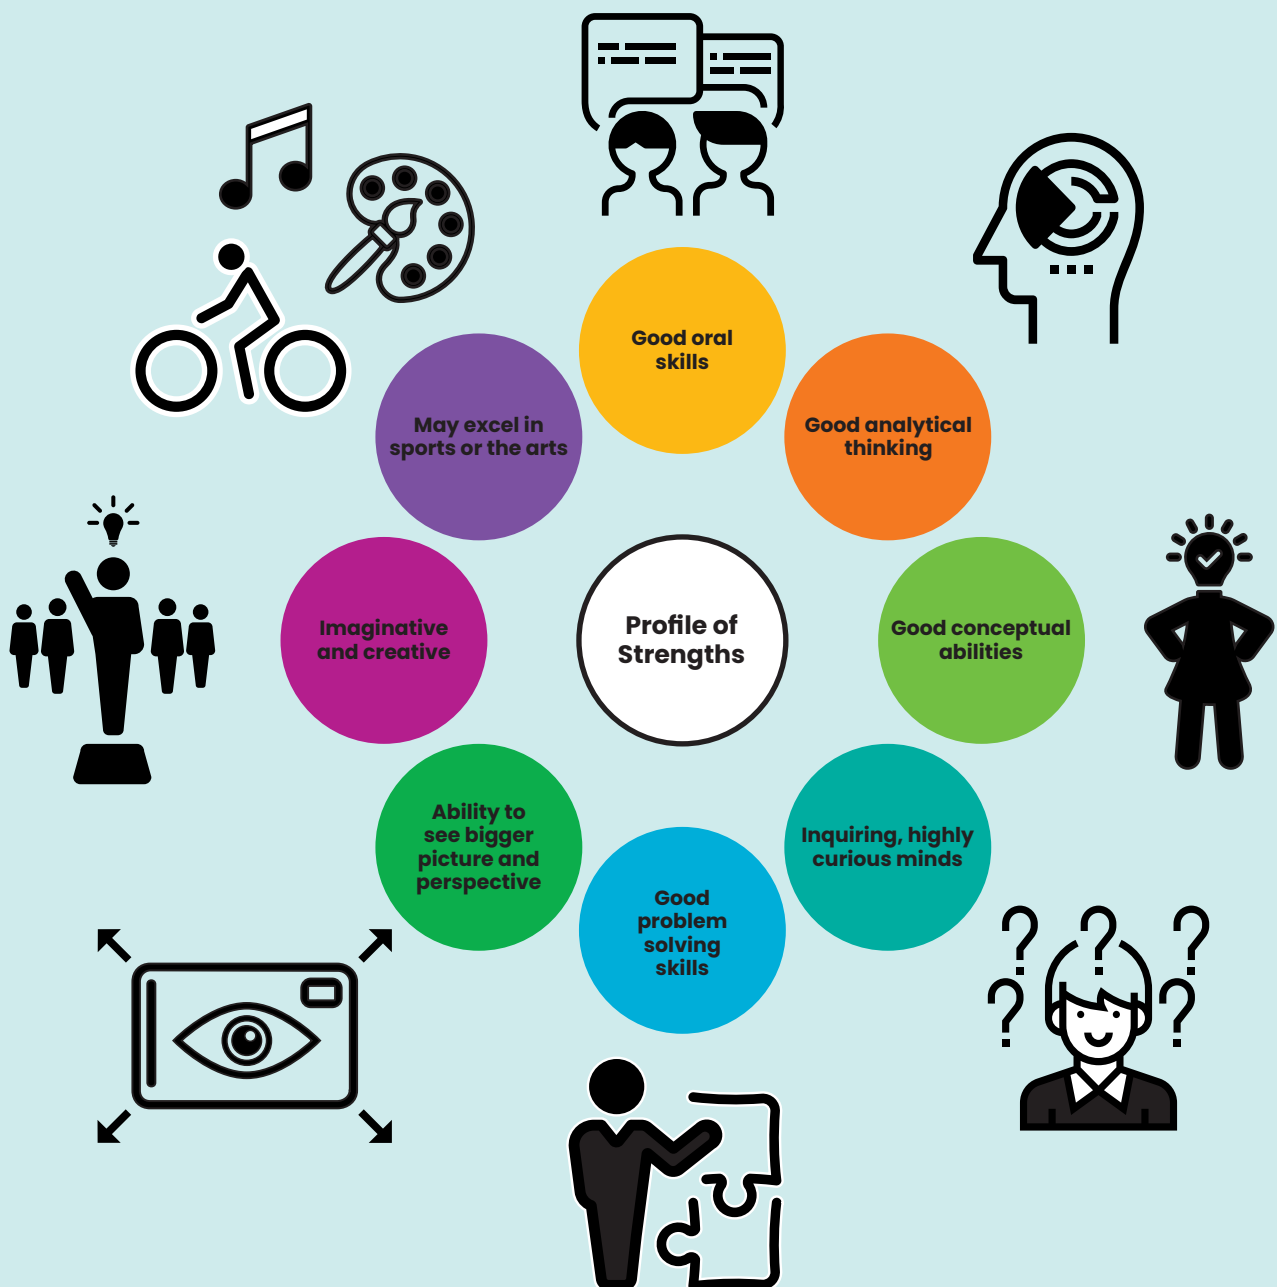 Good oral
skills
Good analytical
thinking
Good conceptual
abilities
Inquiring, highly
curious minds
Good
problem
solving
skills
Ability to
see bigger
picture and
perspective
Imaginative
and creative
May excel in
sports or the arts
Profile of
Strengths